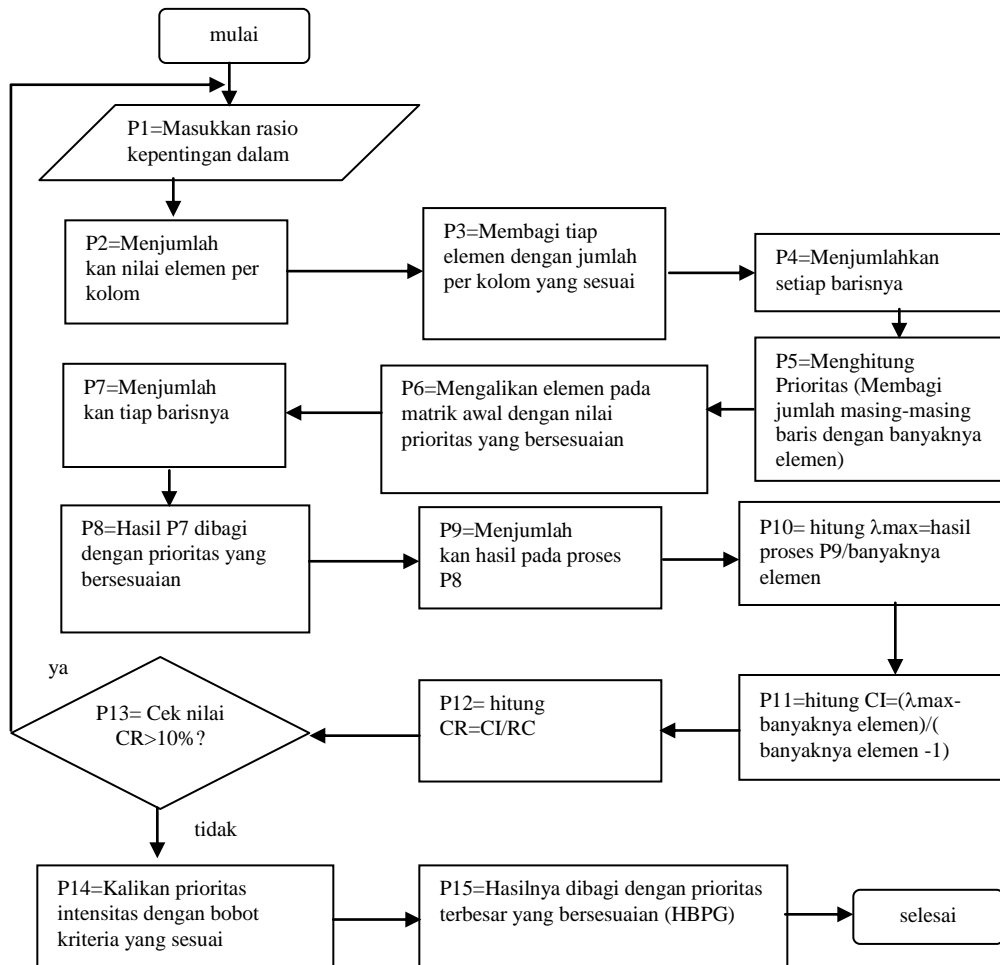 mulai
P1=Masukkan rasio
kepentingan dalam
P2=Menjumlah
kan nilai elemen per
kolom
P3=Membagi tiap
elemen dengan jumlah
per kolom yang sesuai
P4=Menjumlahkan
setiap barisnya
P5=Menghitung
Prioritas (Membagi
jumlah masing-masing
baris dengan banyaknya
elemen)
P6=Mengalikan elemen pada
matrik awal dengan nilai
prioritas yang bersesuaian
P7=Menjumlah
kan tiap barisnya
P8=Hasil P7 dibagi
dengan prioritas yang
bersesuaian
P9=Menjumlah
kan hasil pada proses
P8
P10= hitung λmax=hasil
proses P9/banyaknya
elemen
P11=hitung CI=(λmax-
banyaknya elemen)/(
banyaknya elemen -1)
P12= hitung
CR=CI/RC
P13= Cek nilai
CR>10%?
ya
tidak
P14=Kalikan prioritas
intensitas dengan bobot
kriteria yang sesuai
P15=Hasilnya dibagi dengan prioritas
terbesar yang bersesuaian (HBPG)
selesai